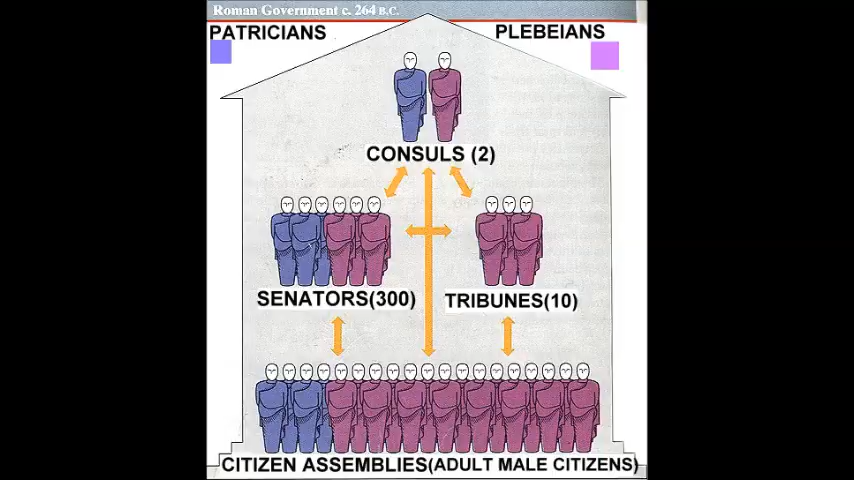 Roman Government c. 264 B.C.
PATRICIANS
PLEBEIANS
CONSULS (2)
SENATORS(300)
TRIBUNES(10)
CITIZEN ASSEMBLIES(ADULT MALE CITIZENS)